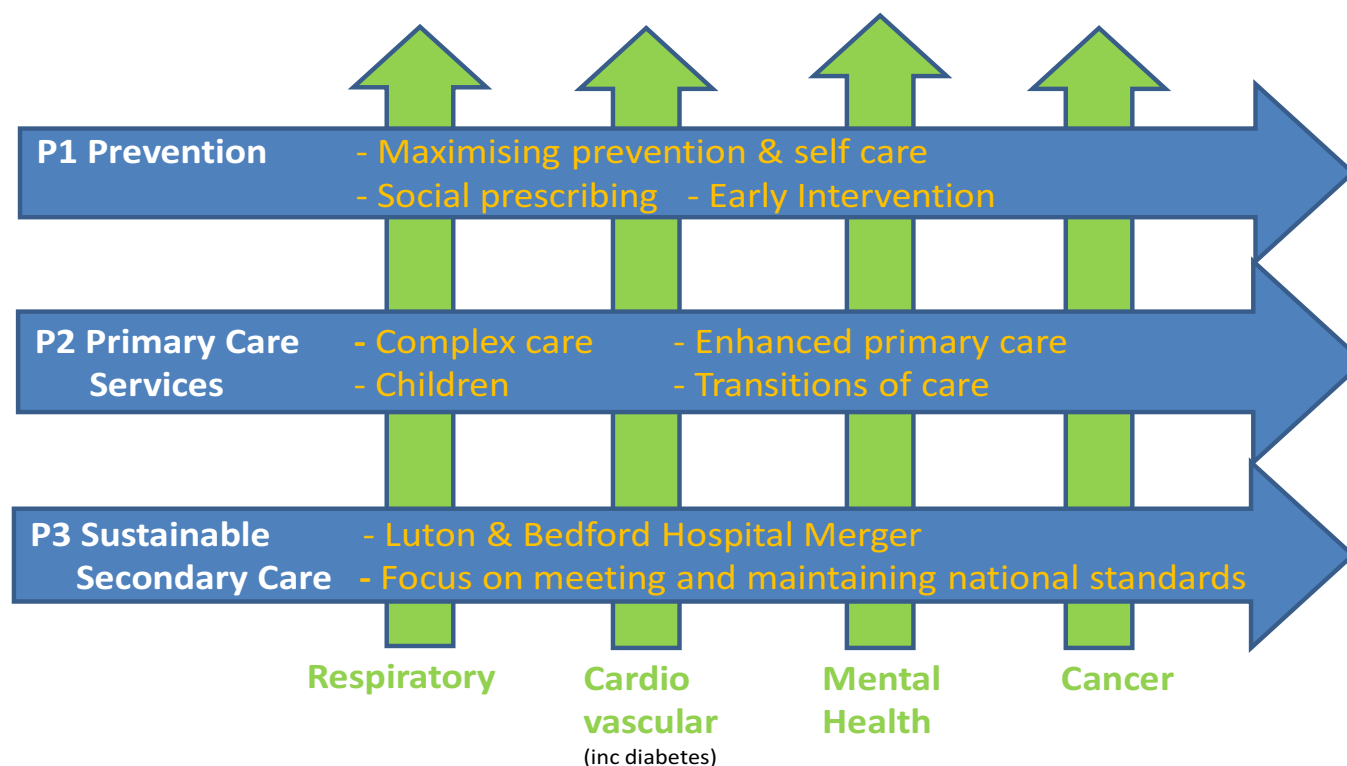 P1 Prevention - Maximising prevention & self care
- Social prescribing - Early Intervention
P2 Primary Care - Complex care - Enhanced primary care
Services - Children - Transitions of care
P3 Sustainable - Luton & Bedford Hospital Merger
Secondary Care - Focus on meeting and maintaining national standards
Respiratory Cardio Mental Cancer
vascular Health
(inc diabetes)